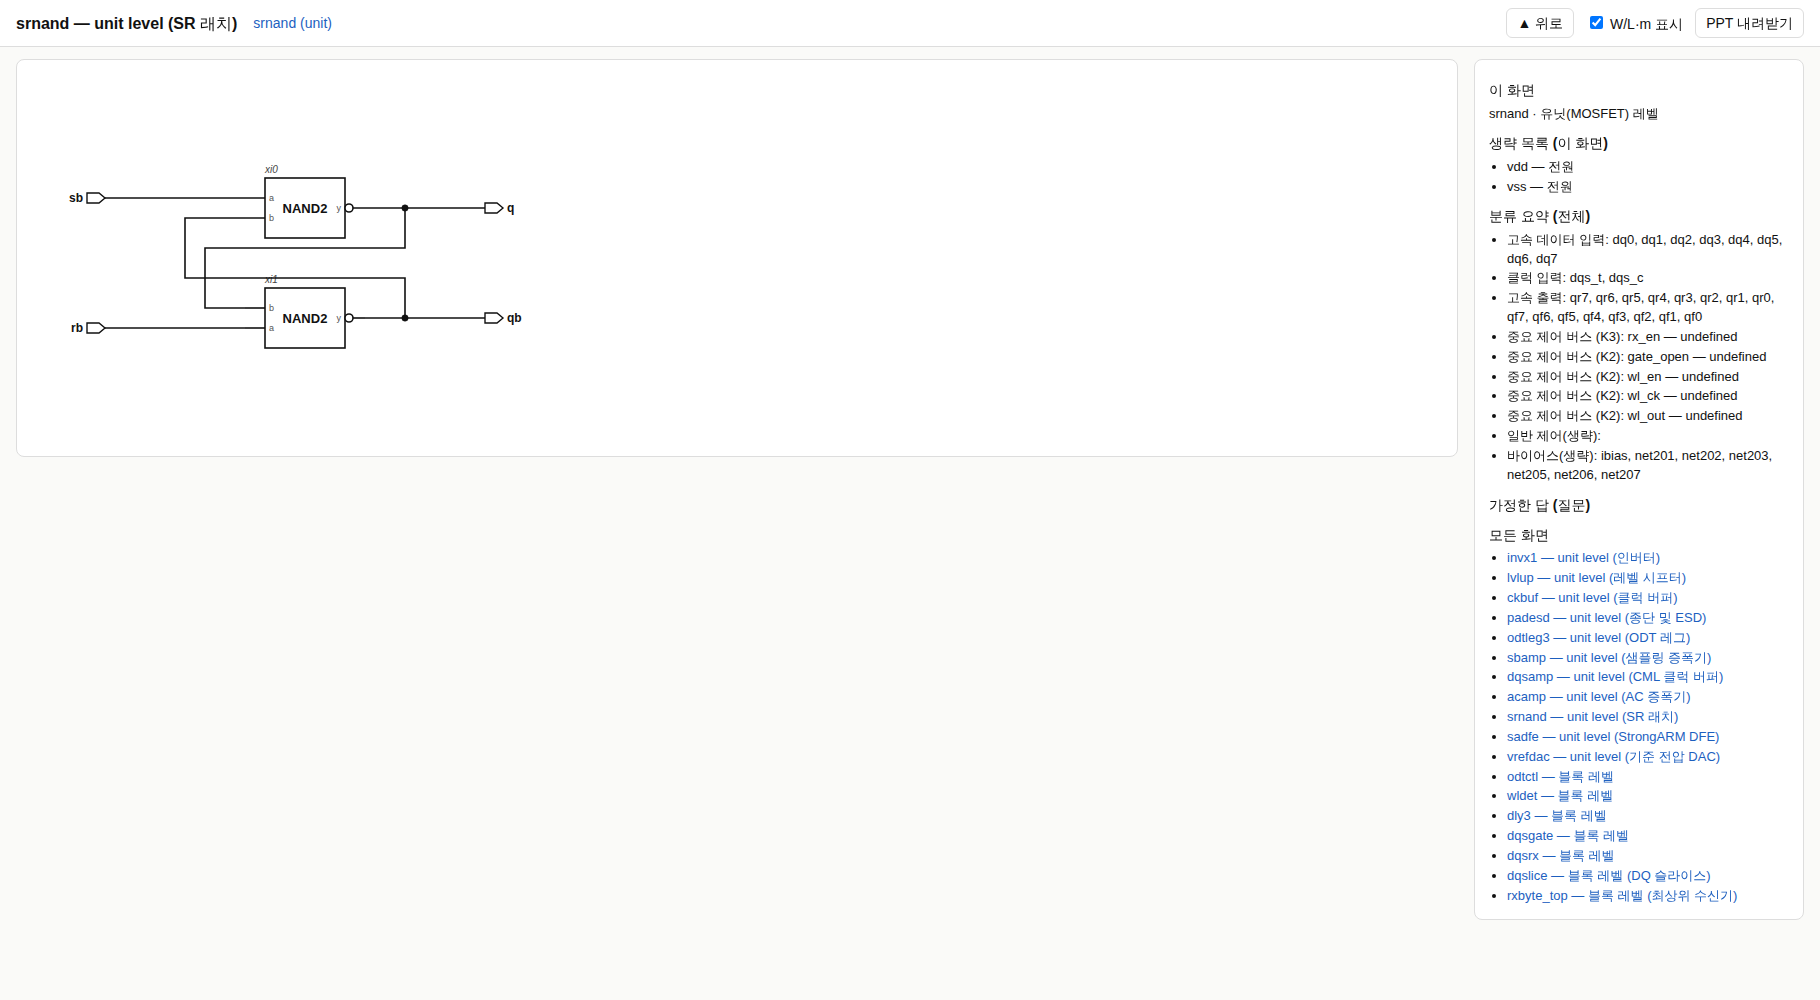 srnand — unit level (SR 래치) srnand (unit) ▲ 위로 W/L·m 표시 PPT 내려받기
xi0
sb a NAND2 y q
b
xi1
b NAND2 y qb
rb a
이 화면
srnand · 유닛(MOSFET) 레벨
생략 목록 (이 화면)
vdd — 전원
vss — 전원
분류 요약 (전체)
고속 데이터 입력: dq0, dq1, dq2, dq3, dq4, dq5,
dq6, dq7
클럭 입력: dqs_t, dqs_c
고속 출력: qr7, qr6, qr5, qr4, qr3, qr2, qr1, qr0,
qf7, qf6, qf5, qf4, qf3, qf2, qf1, qf0
중요 제어 버스 (K3): rx_en — undefined
중요 제어 버스 (K2): gate_open — undefined
중요 제어 버스 (K2): wl_en — undefined
중요 제어 버스 (K2): wl_ck — undefined
중요 제어 버스 (K2): wl_out — undefined
일반 제어(생략):
바이어스(생략): ibias, net201, net202, net203,
net205, net206, net207
가정한 답 (질문)
모든 화면
invx1 — unit level (인버터)
lvlup — unit level (레벨 시프터)
ckbuf — unit level (클럭 버퍼)
padesd — unit level (종단 및 ESD)
odtleg3 — unit level (ODT 레그)
sbamp — unit level (샘플링 증폭기)
dqsamp — unit level (CML 클럭 버퍼)
acamp — unit level (AC 증폭기)
srnand — unit level (SR 래치)
sadfe — unit level (StrongARM DFE)
vrefdac — unit level (기준 전압 DAC)
odtctl — 블록 레벨
wldet — 블록 레벨
dly3 — 블록 레벨
dqsgate — 블록 레벨
dqsrx — 블록 레벨
dqslice — 블록 레벨 (DQ 슬라이스)
rxbyte_top — 블록 레벨 (최상위 수신기)